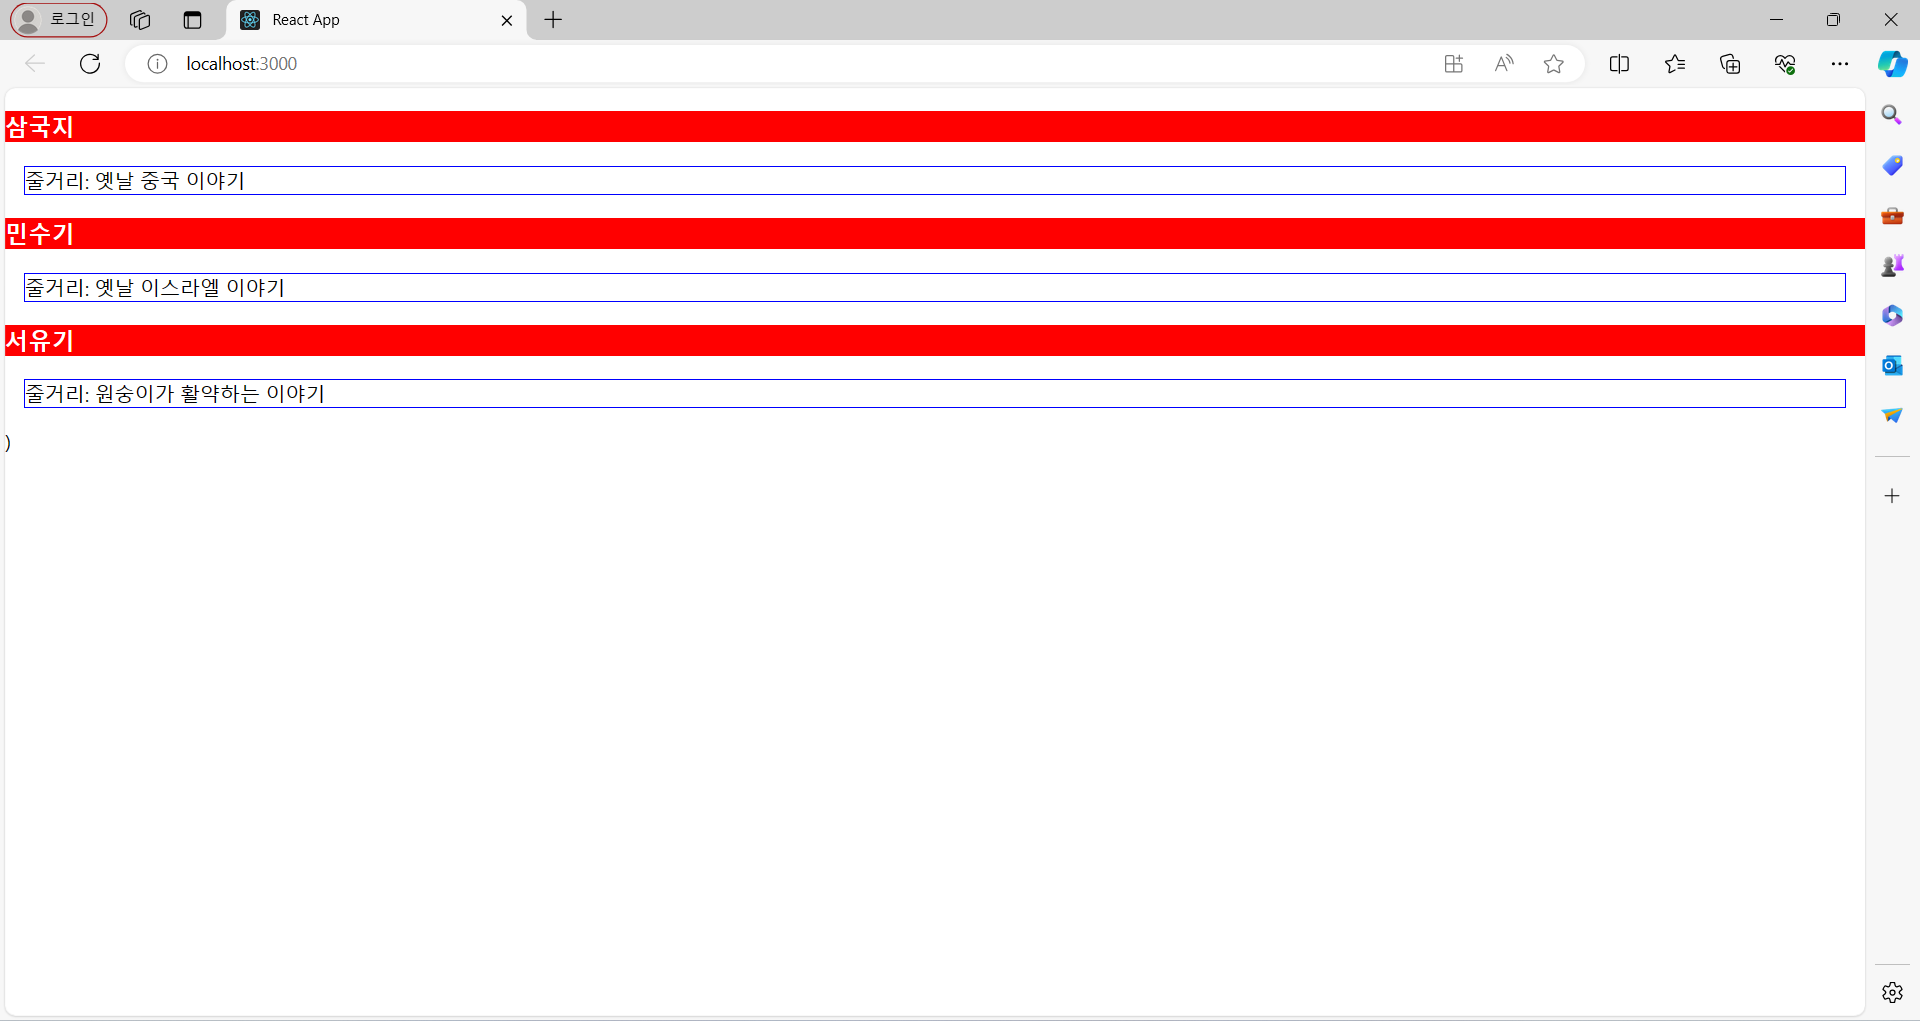 로그인
React App
localhost:3000
삼국지
줄거리: 옛날 중국 이야기
민수기
줄거리: 옛날 이스라엘 이야기
서유기
줄거리: 원숭이가 활약하는 이야기
)